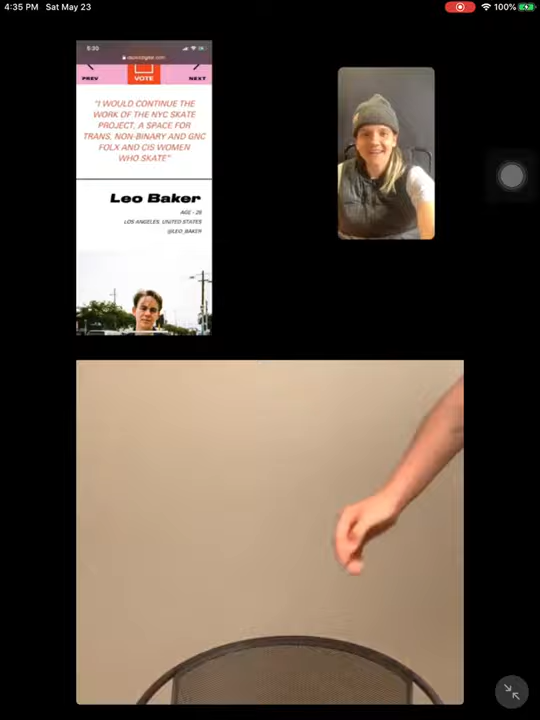 4:35 PM Sat May 23
100%
5:20
PREV
VOTE
NEXT
"I WOULD CONTINUE THE
WORK OF THE NYC SKATE
PROJECT, A SPACE FOR
TRANS, NON-BINARY AND GNC
FOLX AND CIS WOMEN
WHO SKATE"
Leo Baker
AGE - 28
LOS ANGELES, UNITED STATES
@LEO_BAKER